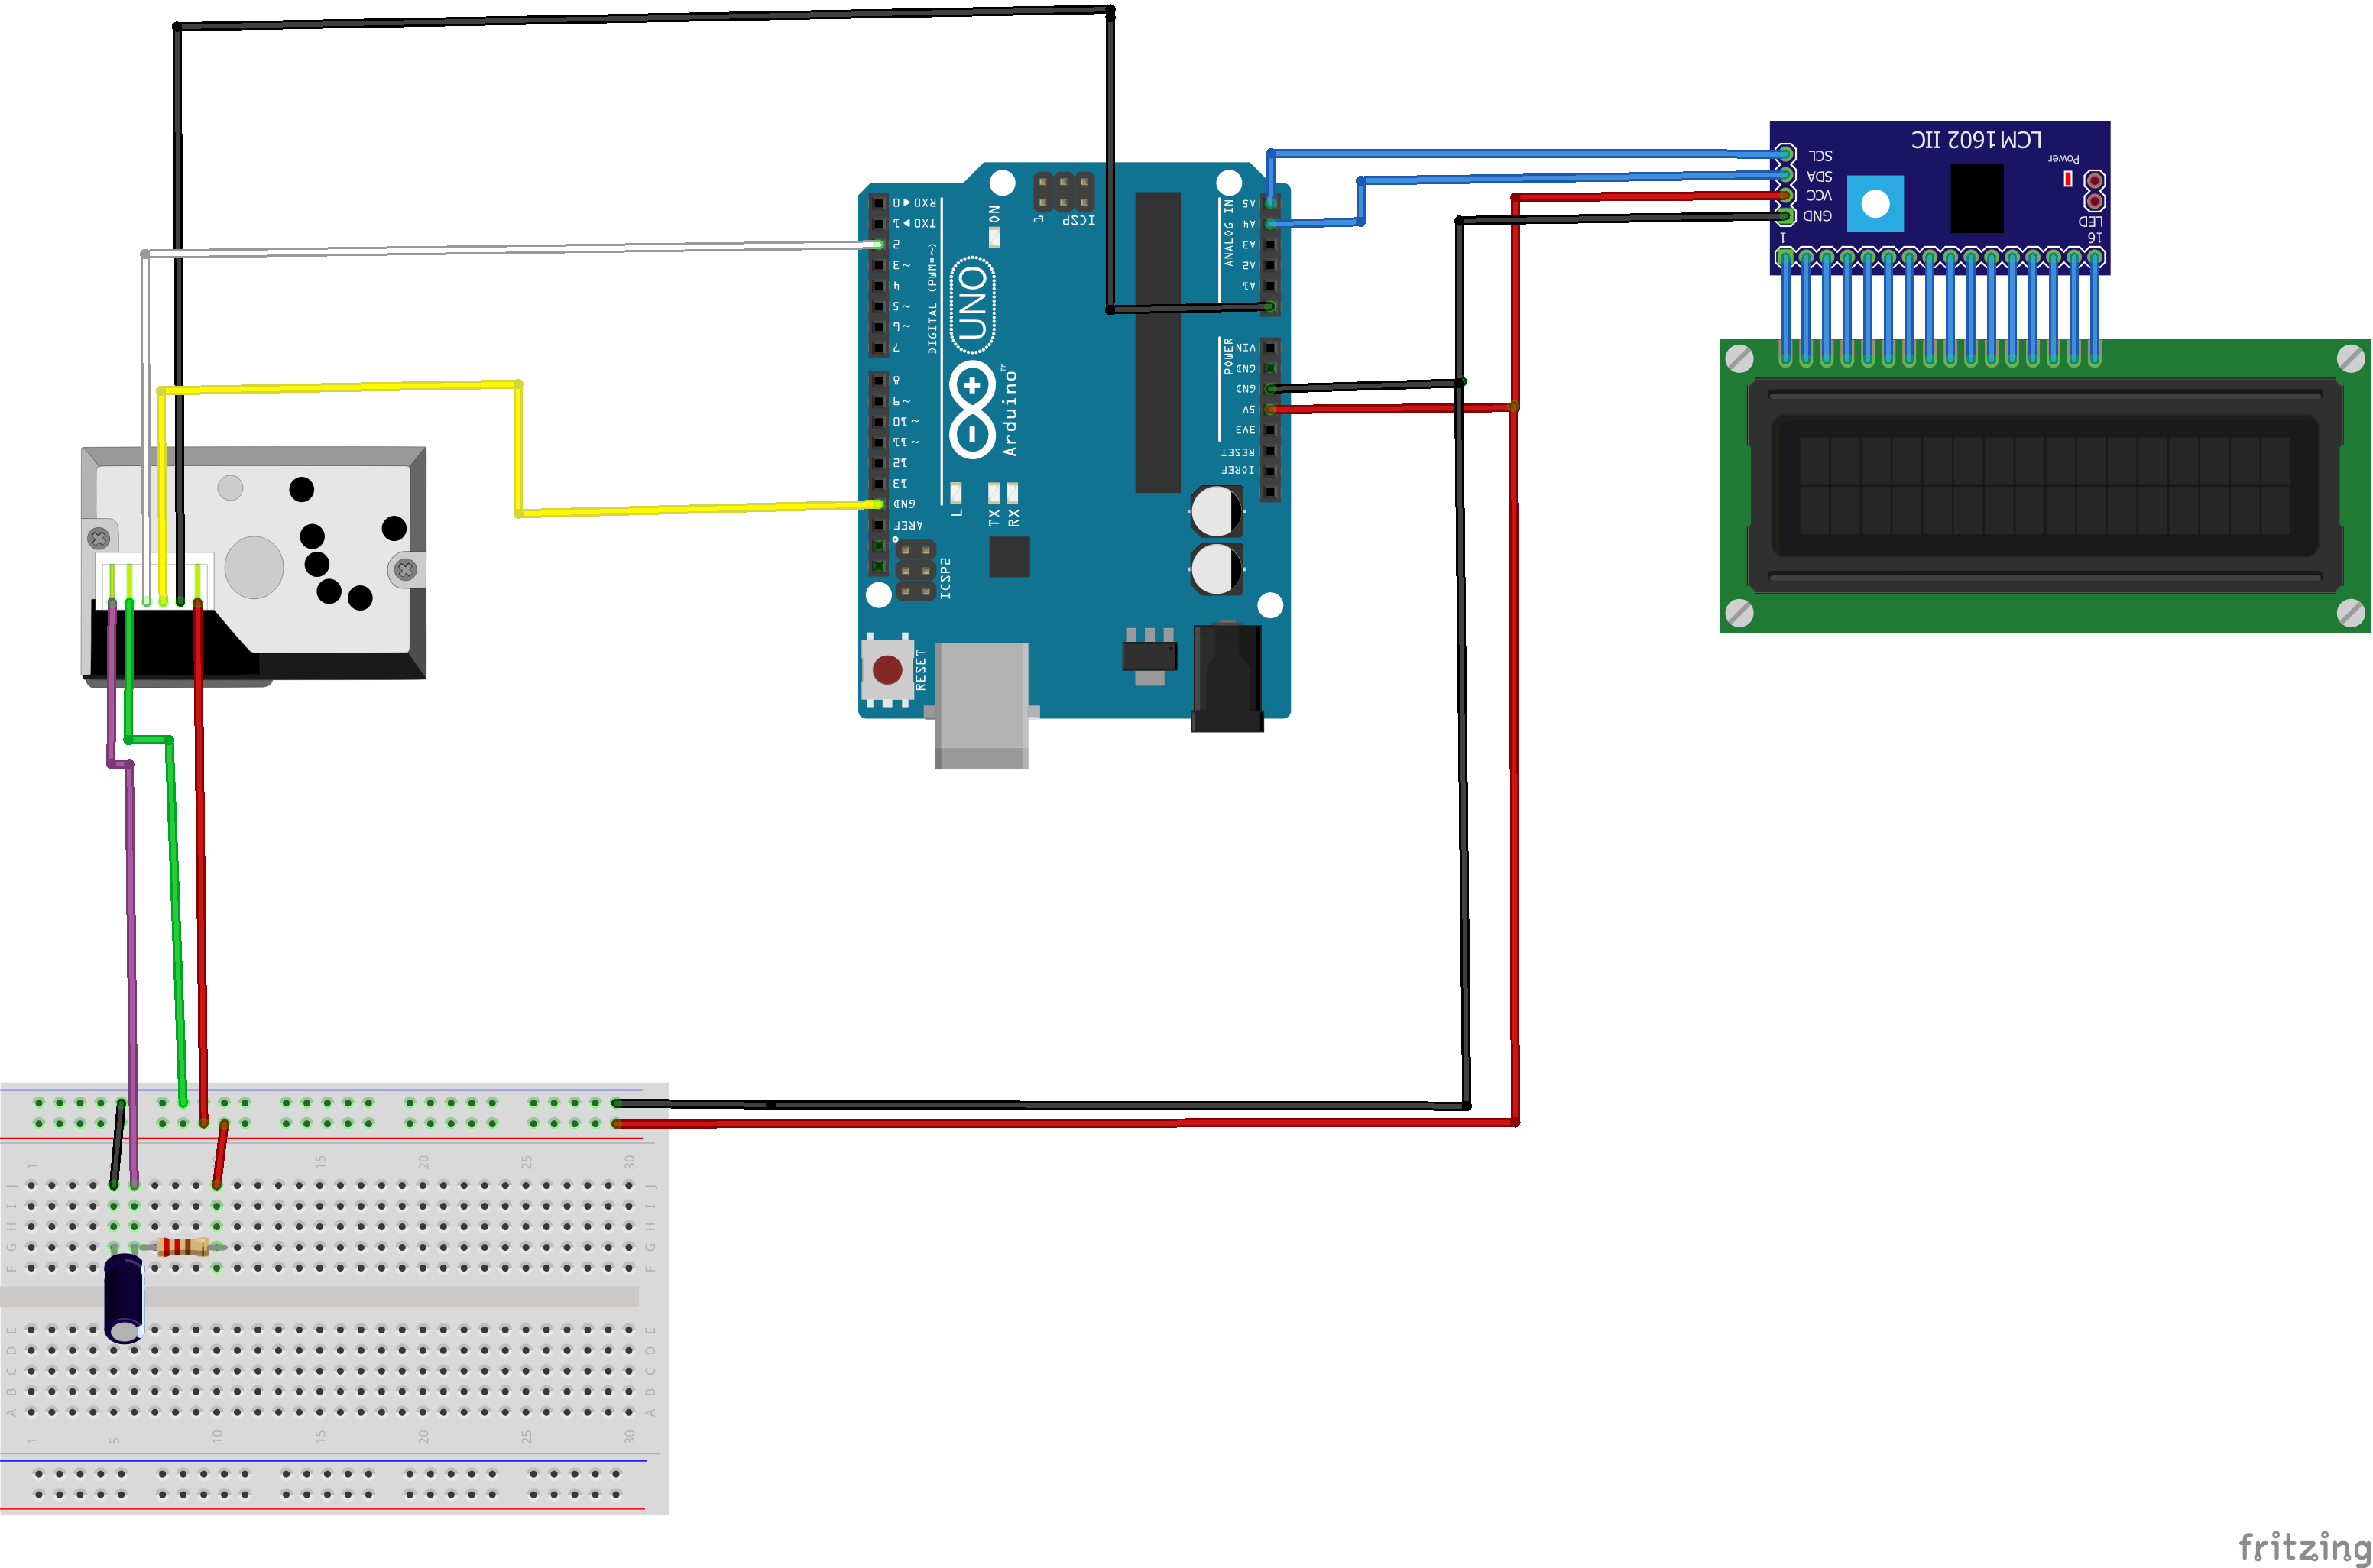 LCM1602 IIC
Power
SCL
SDA
VCC
GND
LED
1
16
RX0◄0
TX0►1
2
~3
4
~5
~6
7
8
~9
~10
~11
12
13
GND
AREF
DIGITAL (PWM=~)
ON
1
ICSP
UNO
Arduino™
L
TX
RX
ICSP2
RESET
ANALOG IN
A5
A4
A3
A2
A1
POWER
VIN
GND
GND
5V
3V3
RESET
IOREF
1
15
20
25
30
J
J
I
I
H
H
G
G
F
F
E
E
D
D
C
C
B
B
A
A
1
5
10
15
20
25
30
fritzing